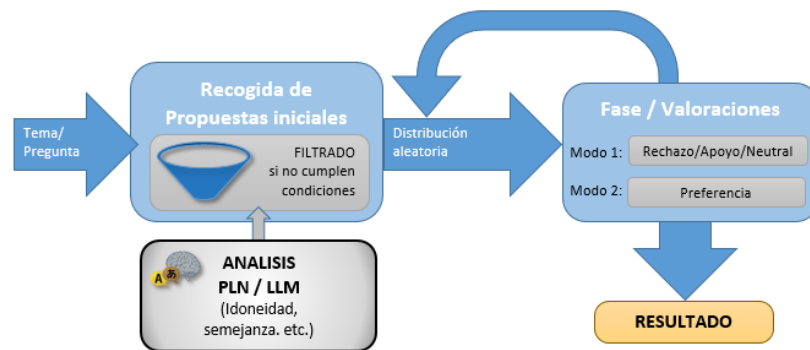 Tema/
Pregunta
Recogida de
Propuestas iniciales
FILTRADO
si no cumplen
condiciones
A あ
ANALISIS
PLN / LLM
(Idoneidad,
semejanza. etc.)
Distribución
aleatoria
Fase / Valoraciones
Modo 1: Rechazo/Apoyo/Neutral
Modo 2: Preferencia
RESULTADO